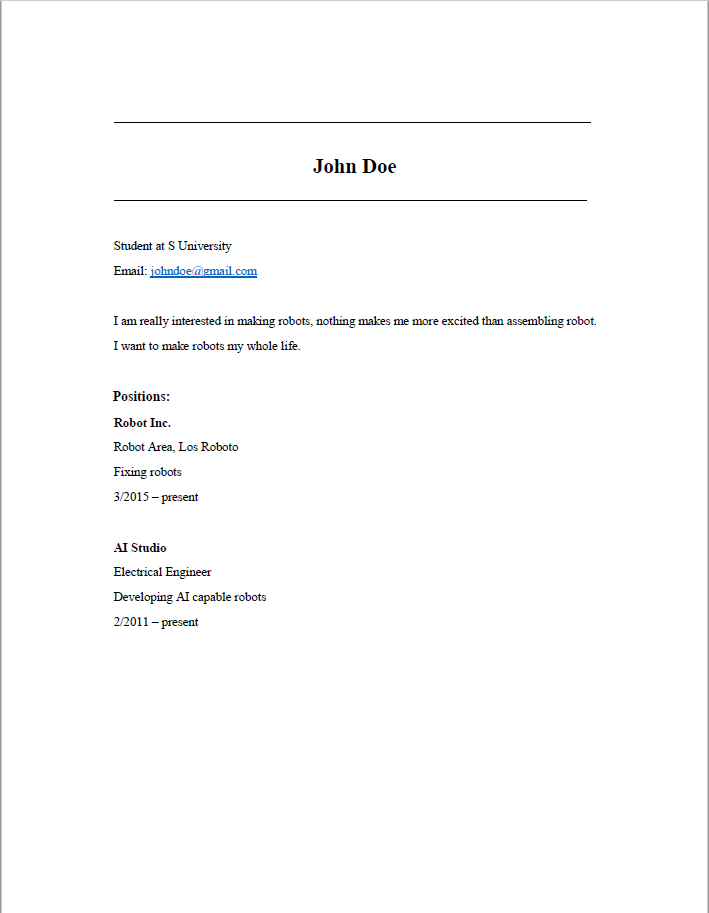 John Doe
Student at S University
Email: johndoe@gmail.com
I am really interested in making robots, nothing makes me more excited than assembling robot.
I want to make robots my whole life.
Positions:
Robot Inc.
Robot Area, Los Roboto
Fixing robots
3/2015 – present
AI Studio
Electrical Engineer
Developing AI capable robots
2/2011 – present